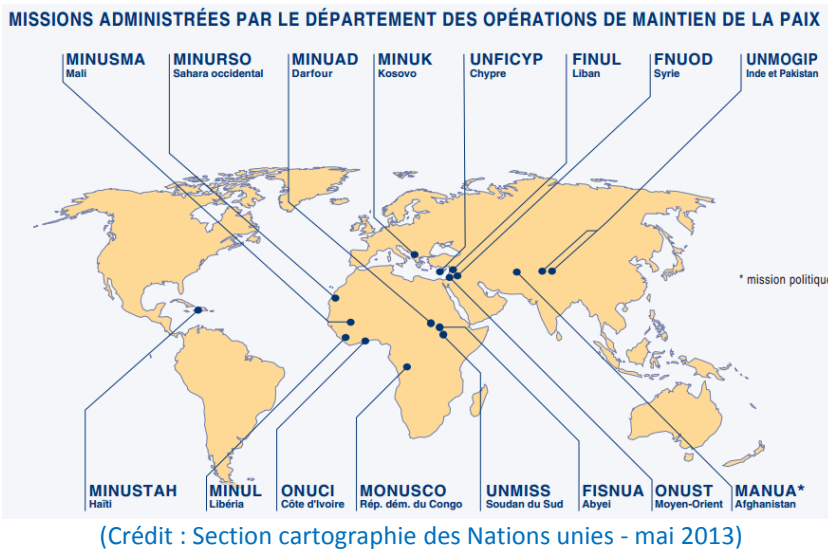 MISSIONS ADMINISTRÉES PAR LE DÉPARTEMENT DES OPÉRATIONS DE MAINTIEN DE LA PAIX
MINUSMA
Mali
MINURSO
Sahara occidental
MINUAD
Darfour
MINUK
Kosovo
UNFICYP
Chypre
FINUL
Liban
FNUOD
Syrie
UNMOGIP
Inde et Pakistan
* mission politique
MINUSTAH
Haïti
MINUL
Libéria
ONUCI
Côte d'Ivoire
MONUSCO
Rép. dém. du Congo
UNMISS
Soudan du Sud
FISNUA
Abyei
ONUST
Moyen-Orient
MANUA*
Afghanistan
(Crédit : Section cartographie des Nations unies - mai 2013)